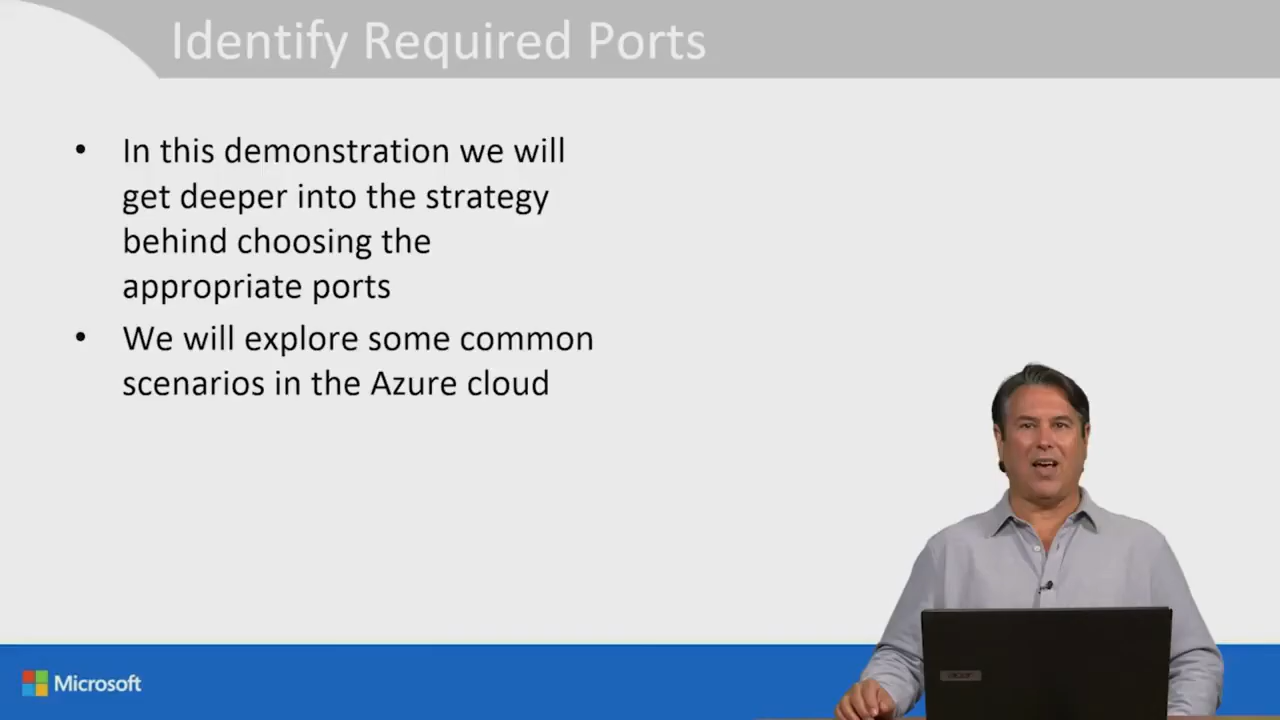 Identify Required Ports
• In this demonstration we will
get deeper into the strategy
behind choosing the
appropriate ports
• We will explore some common
scenarios in the Azure cloud
Microsoft
acer